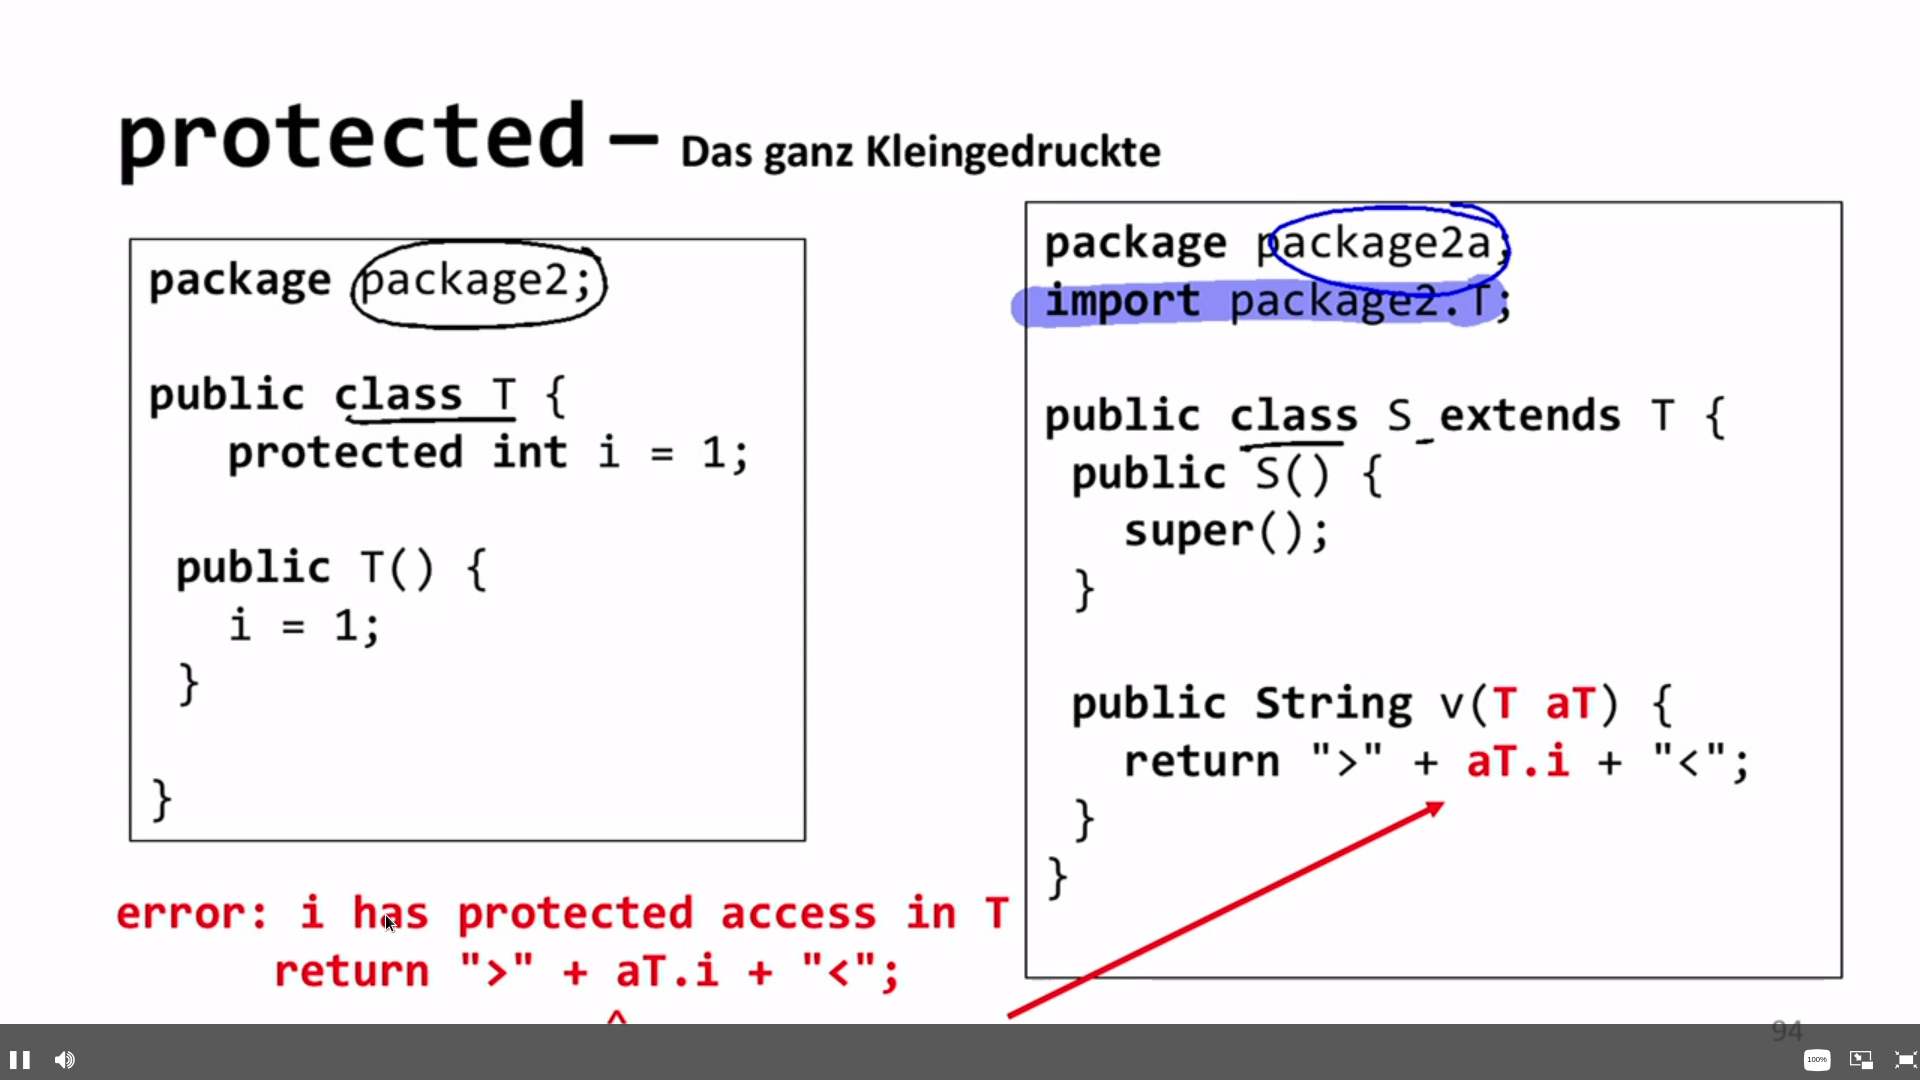 protected – Das ganz Kleingedruckte
package package2;
public class T {
protected int i = 1;
public T() {
i = 1;
}
}
package package2a;
import package2.T;
public class S extends T {
public S() {
super();
}
public String v(T aT) {
return ">" + aT.i + "<";
}
}
error: i has protected access in T
return ">" + aT.i + "<";
^
94
100%